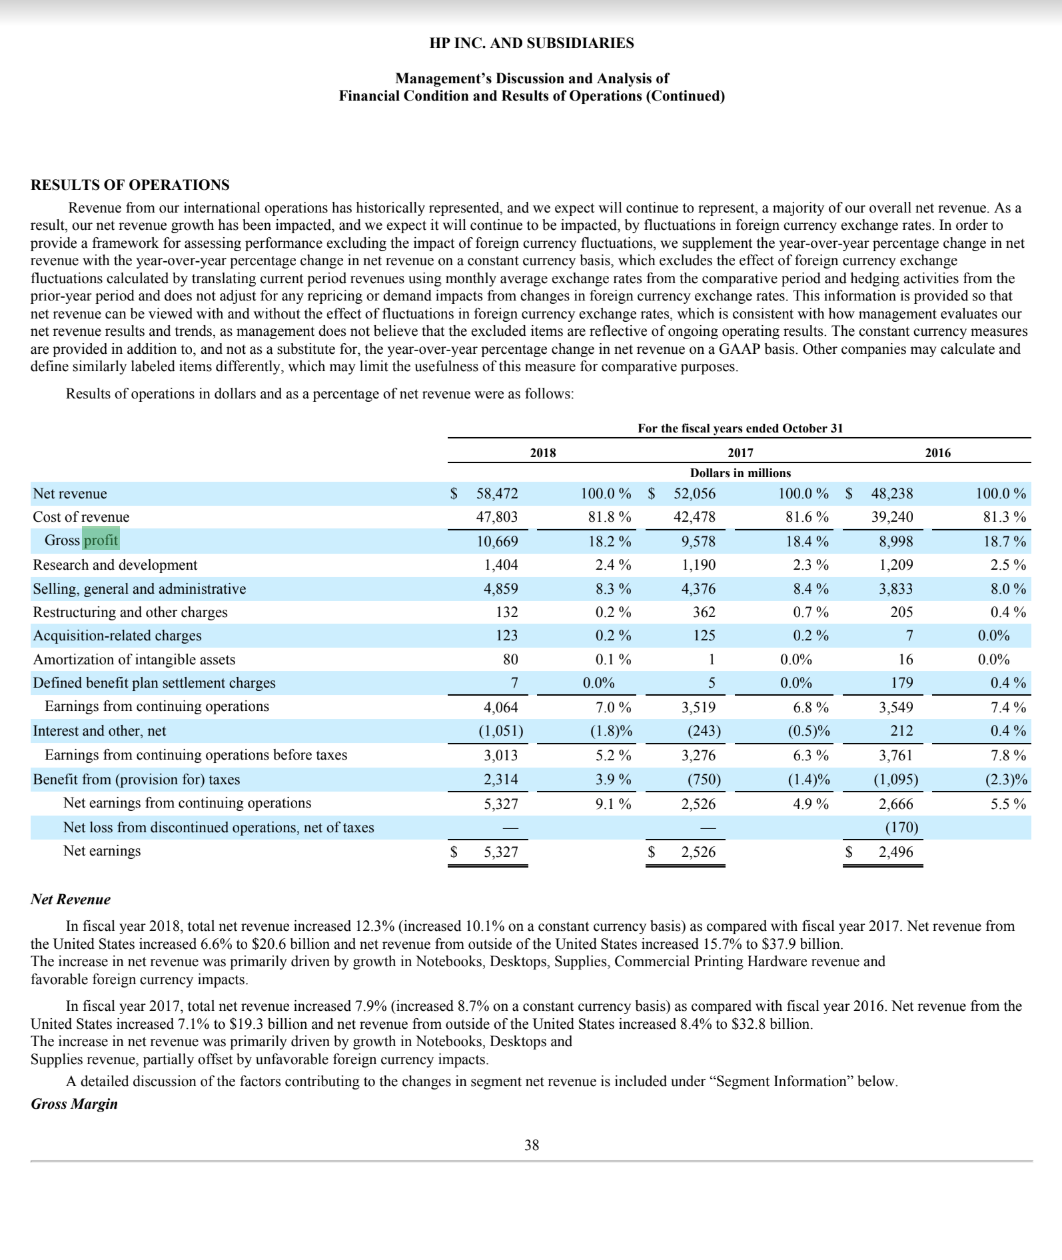 HP INC. AND SUBSIDIARIES
Management's Discussion and Analysis of
Financial Condition and Results of Operations (Continued)
RESULTS OF OPERATIONS
Revenue from our international operations has historically represented, and we expect will continue to represent, a majority of our overall net revenue. As a
result, our net revenue growth has been impacted, and we expect it will continue to be impacted, by fluctuations in foreign currency exchange rates. In order to
provide a framework for assessing performance excluding the impact of foreign currency fluctuations, we supplement the year-over-year percentage change in net
revenue with the year-over-year percentage change in net revenue on a constant currency basis, which excludes the effect of foreign currency exchange
fluctuations calculated by translating current period revenues using monthly average exchange rates from the comparative period and hedging activities from the
prior-year period and does not adjust for any repricing or demand impacts from changes in foreign currency exchange rates. This information is provided so that
net revenue can be viewed with and without the effect of fluctuations in foreign currency exchange rates, which is consistent with how management evaluates our
net revenue results and trends, as management does not believe that the excluded items are reflective of ongoing operating results. The constant currency measures
are provided in addition to, and not as a substitute for, the year-over-year percentage change in net revenue on a GAAP basis. Other companies may calculate and
define similarly labeled items differently, which may limit the usefulness of this measure for comparative purposes.
Results of operations in dollars and as a percentage of net revenue were as follows:
For the fiscal years ended October 31
2018 2017 2016
Dollars in millions
Net revenue $ 58,472 100.0 % $ 52,056 100.0 % $ 48,238 100.0 %
Cost of revenue 47,803 81.8 % 42,478 81.6 % 39,240 81.3 %
Gross profit 10,669 18.2 % 9,578 18.4 % 8,998 18.7 %
Research and development 1,404 2.4 % 1,190 2.3 % 1,209 2.5 %
Selling, general and administrative 4,859 8.3 % 4,376 8.4 % 3,833 8.0 %
Restructuring and other charges 132 0.2 % 362 0.7 % 205 0.4 %
Acquisition-related charges 123 0.2 % 125 0.2 % 7 0.0%
Amortization of intangible assets 80 0.1 % 1 0.0% 16 0.0%
Defined benefit plan settlement charges 7 0.0% 5 0.0% 179 0.4 %
Earnings from continuing operations 4,064 7.0 % 3,519 6.8 % 3,549 7.4 %
Interest and other, net (1,051) (1.8)% (243) (0.5)% 212 0.4 %
Earnings from continuing operations before taxes 3,013 5.2 % 3,276 6.3 % 3,761 7.8 %
Benefit from (provision for) taxes 2,314 3.9 % (750) (1.4)% (1,095) (2.3)%
Net earnings from continuing operations 5,327 9.1 % 2,526 4.9 % 2,666 5.5 %
Net loss from discontinued operations, net of taxes — — (170)
Net earnings $ 5,327 $ 2,526 $ 2,496
Net Revenue
In fiscal year 2018, total net revenue increased 12.3% (increased 10.1% on a constant currency basis) as compared with fiscal year 2017. Net revenue from
the United States increased 6.6% to $20.6 billion and net revenue from outside of the United States increased 15.7% to $37.9 billion.
The increase in net revenue was primarily driven by growth in Notebooks, Desktops, Supplies, Commercial Printing Hardware revenue and
favorable foreign currency impacts.
In fiscal year 2017, total net revenue increased 7.9% (increased 8.7% on a constant currency basis) as compared with fiscal year 2016. Net revenue from the
United States increased 7.1% to $19.3 billion and net revenue from outside of the United States increased 8.4% to $32.8 billion.
The increase in net revenue was primarily driven by growth in Notebooks, Desktops and
Supplies revenue, partially offset by unfavorable foreign currency impacts.
A detailed discussion of the factors contributing to the changes in segment net revenue is included under “Segment Information” below.
Gross Margin
38